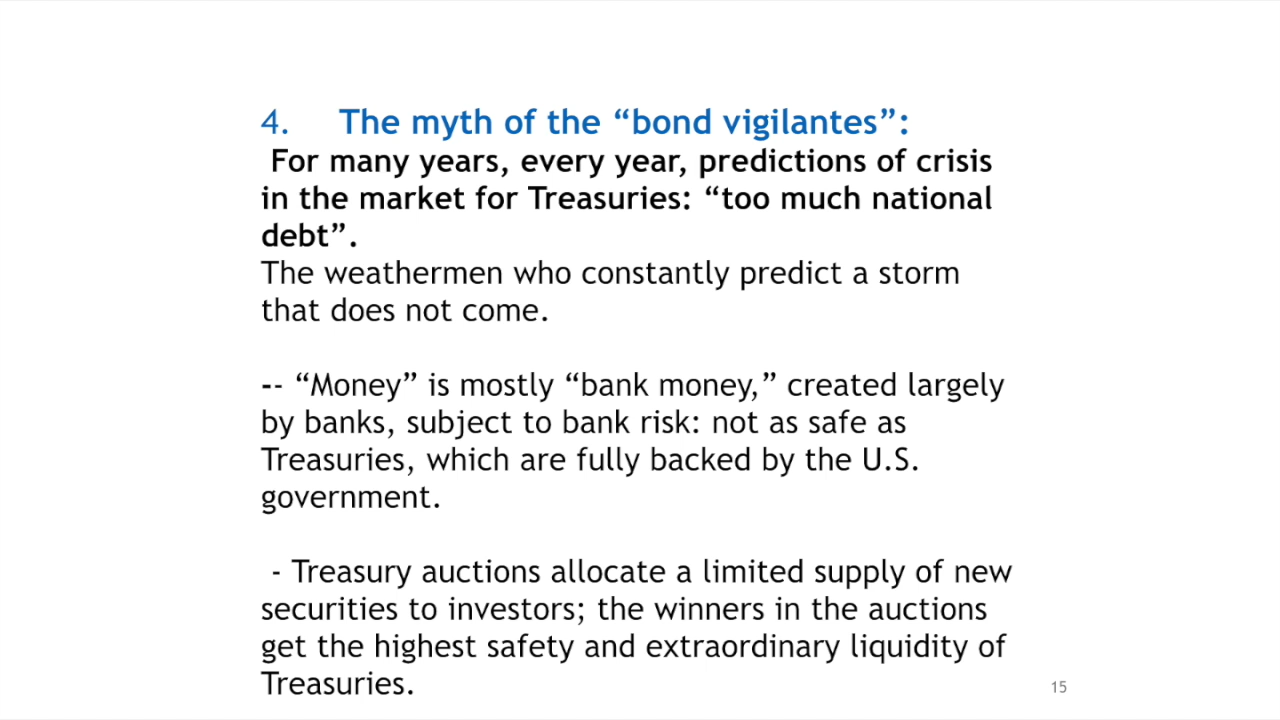 4. The myth of the “bond vigilantes”:
For many years, every year, predictions of crisis
in the market for Treasuries: “too much national
debt”.
The weathermen who constantly predict a storm
that does not come.
-- “Money” is mostly “bank money,” created largely
by banks, subject to bank risk: not as safe as
Treasuries, which are fully backed by the U.S.
government.
- Treasury auctions allocate a limited supply of new
securities to investors; the winners in the auctions
get the highest safety and extraordinary liquidity of
Treasuries.
15